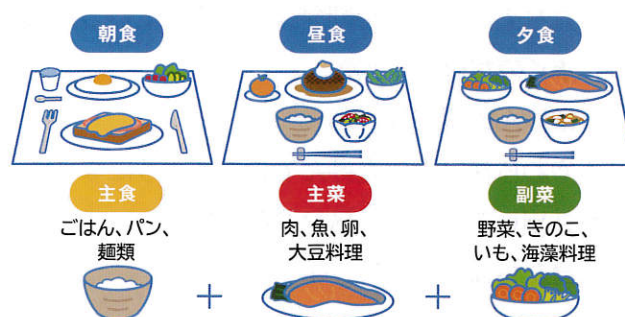 朝食
昼食
夕食
主食
ごはん、パン、
麺類
主菜
肉、魚、卵、
大豆料理
副菜
野菜、きのこ、
いも、海藻料理
+
+